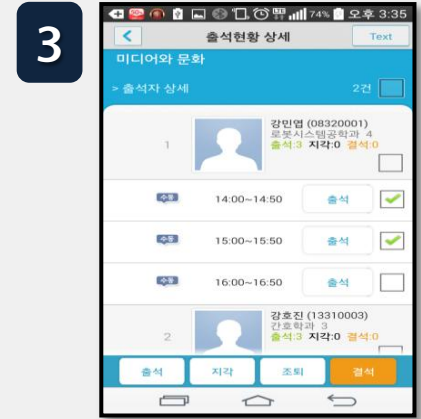 3
74% 오후 3:35
출석현황 상세
Text
미디어와 문화
> 출석자 상세
2건
강민엽 (08320001)
로봇시스템공학과 4
출석:3 지각:0 결석:0
1
수동 14:00~14:50 출석
수동 15:00~15:50 출석
수동 16:00~16:50 출석
강호진 (13310003)
간호학과 3
출석:3 지각:0 결석:0
2
출석 지각 조퇴 결석